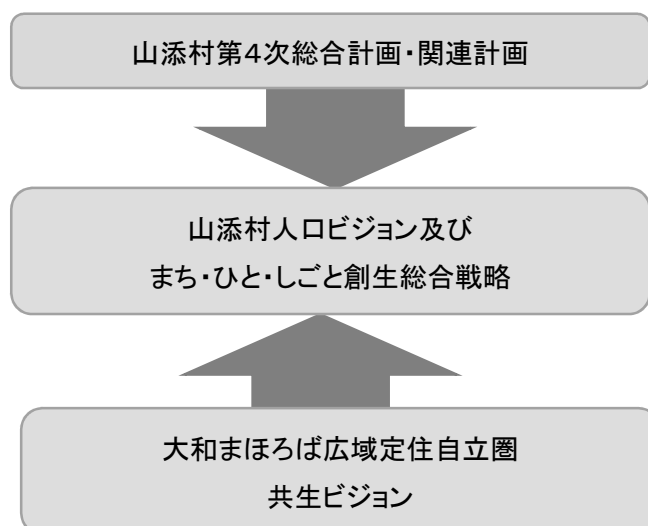 山添村第4次総合計画・関連計画
山添村人口ビジョン及び
まち・ひと・しごと創生総合戦略
大和まほろば広域定住自立圏
共生ビジョン